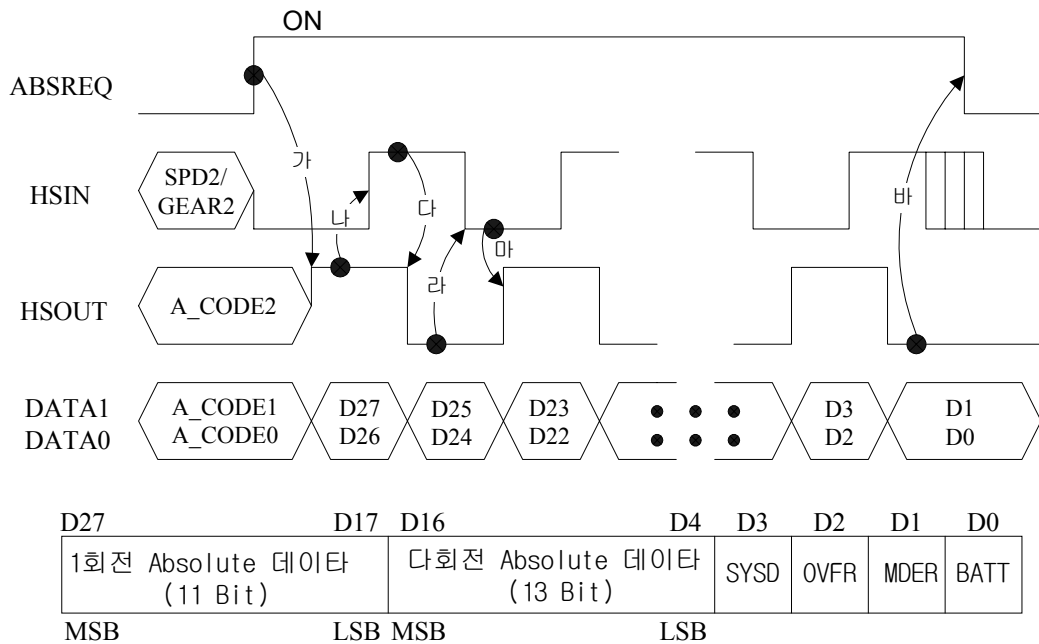 ON
ABSREQ
가
HSIN
SPD2/
GEAR2
나
다
라
마
바
HSOUT
A_CODE2
DATA1
DATA0
A_CODE1
A_CODE0
D27
D26
D25
D24
D23
D22
D3
D2
D1
D0
D27 D17 D16 D4 D3 D2 D1 D0
1회전 Absolute 데이타
(11 Bit)
다회전 Absolute 데이타
(13 Bit)
SYSD OVFR MDER BATT
MSB LSB MSB LSB